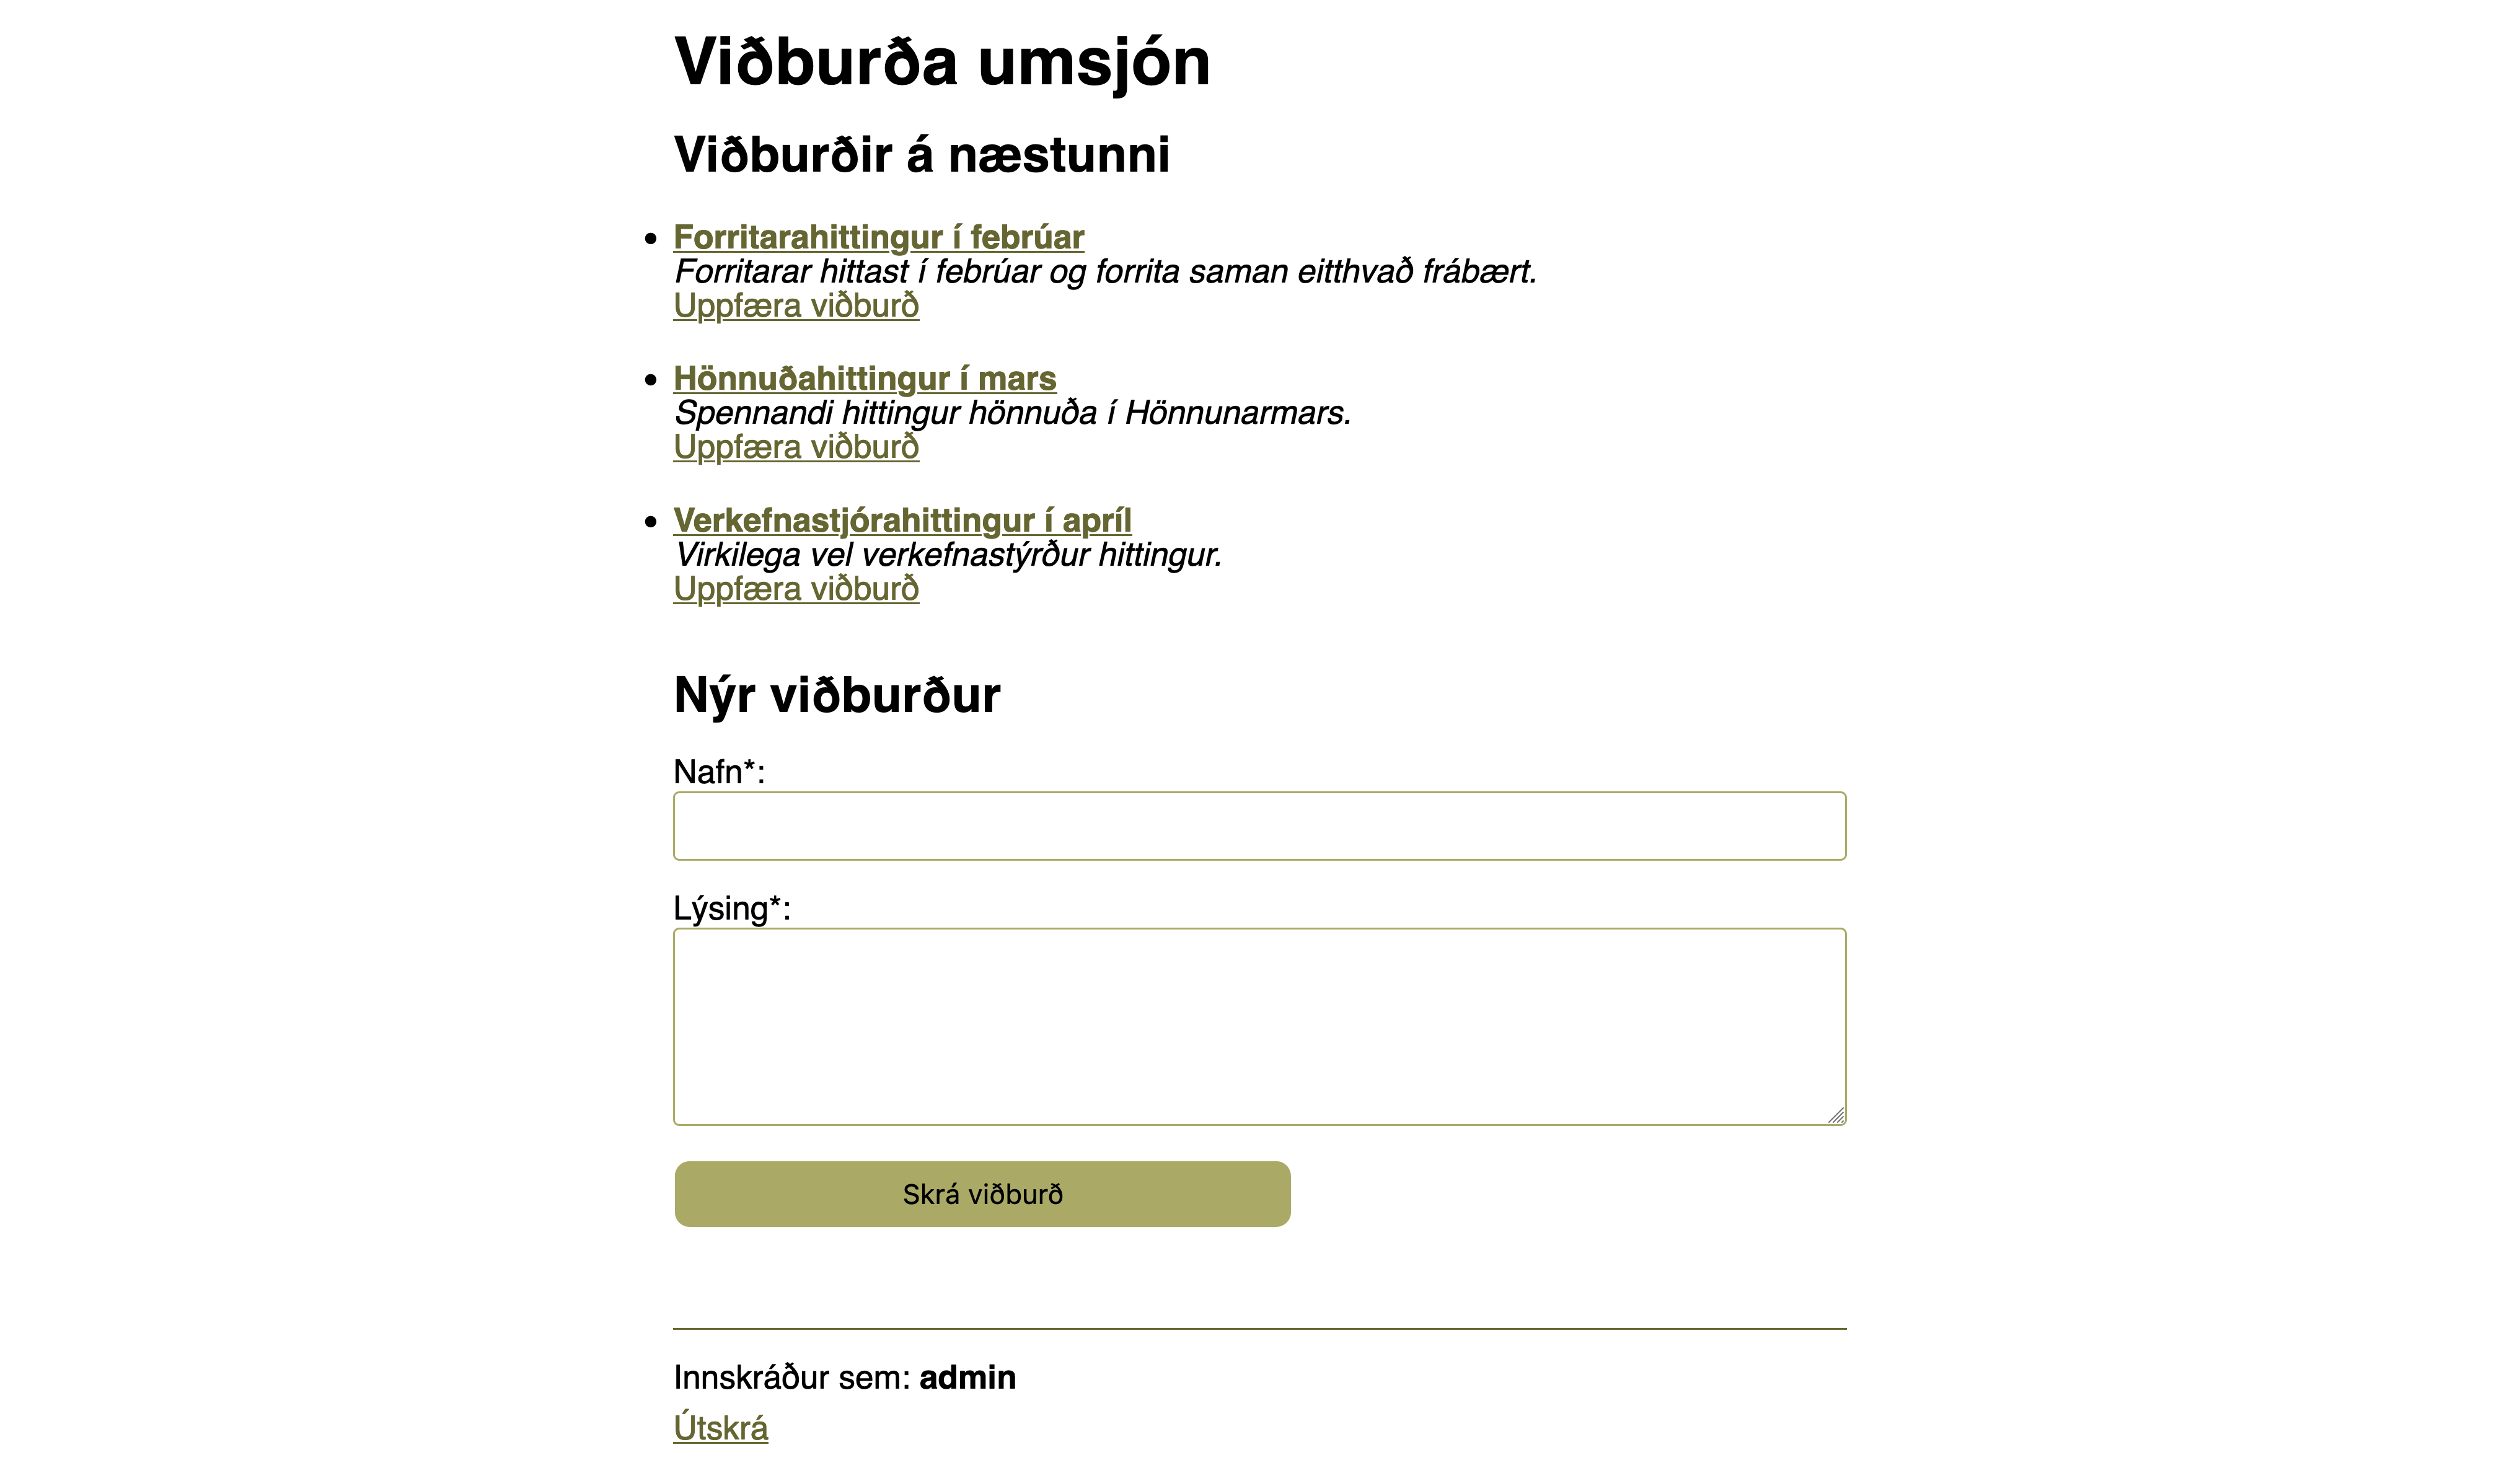 Viðburða umsjón
Viðburðir á næstunni
Forritarahittingur í febrúar
Forritarar hittast í febrúar og forrita saman eitthvað frábært.
Uppfæra viðburð
Hönnuðahittingur í mars
Spennandi hittingur hönnuða í Hönnunarmars.
Uppfæra viðburð
Verkefnastjórahittingur í apríl
Virkilega vel verkefnastýrður hittingur.
Uppfæra viðburð
Nýr viðburður
Nafn*:
Lýsing*:
Skrá viðburð
Innskráður sem: admin
Útskrá